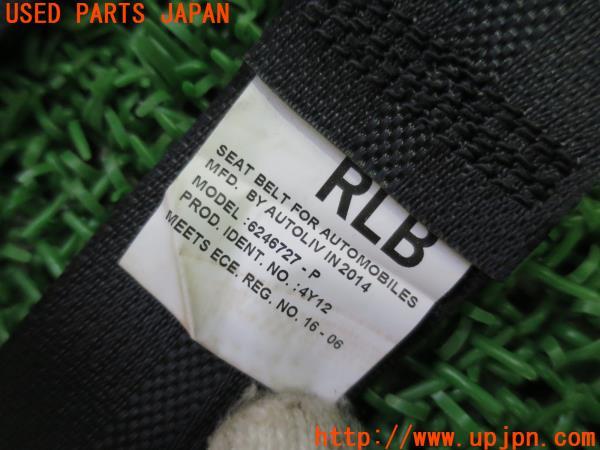 USED PARTS JAPAN
RLB
SEAT BELT FOR AUTOMOBILES
MFD. BY AUTOLIV IN 2014
MODEL :6246727 - P
PROD. IDENT. NO. :4Y12
MEETS ECE. REG. NO. 16 - 06
http:// www.upjpn.com/